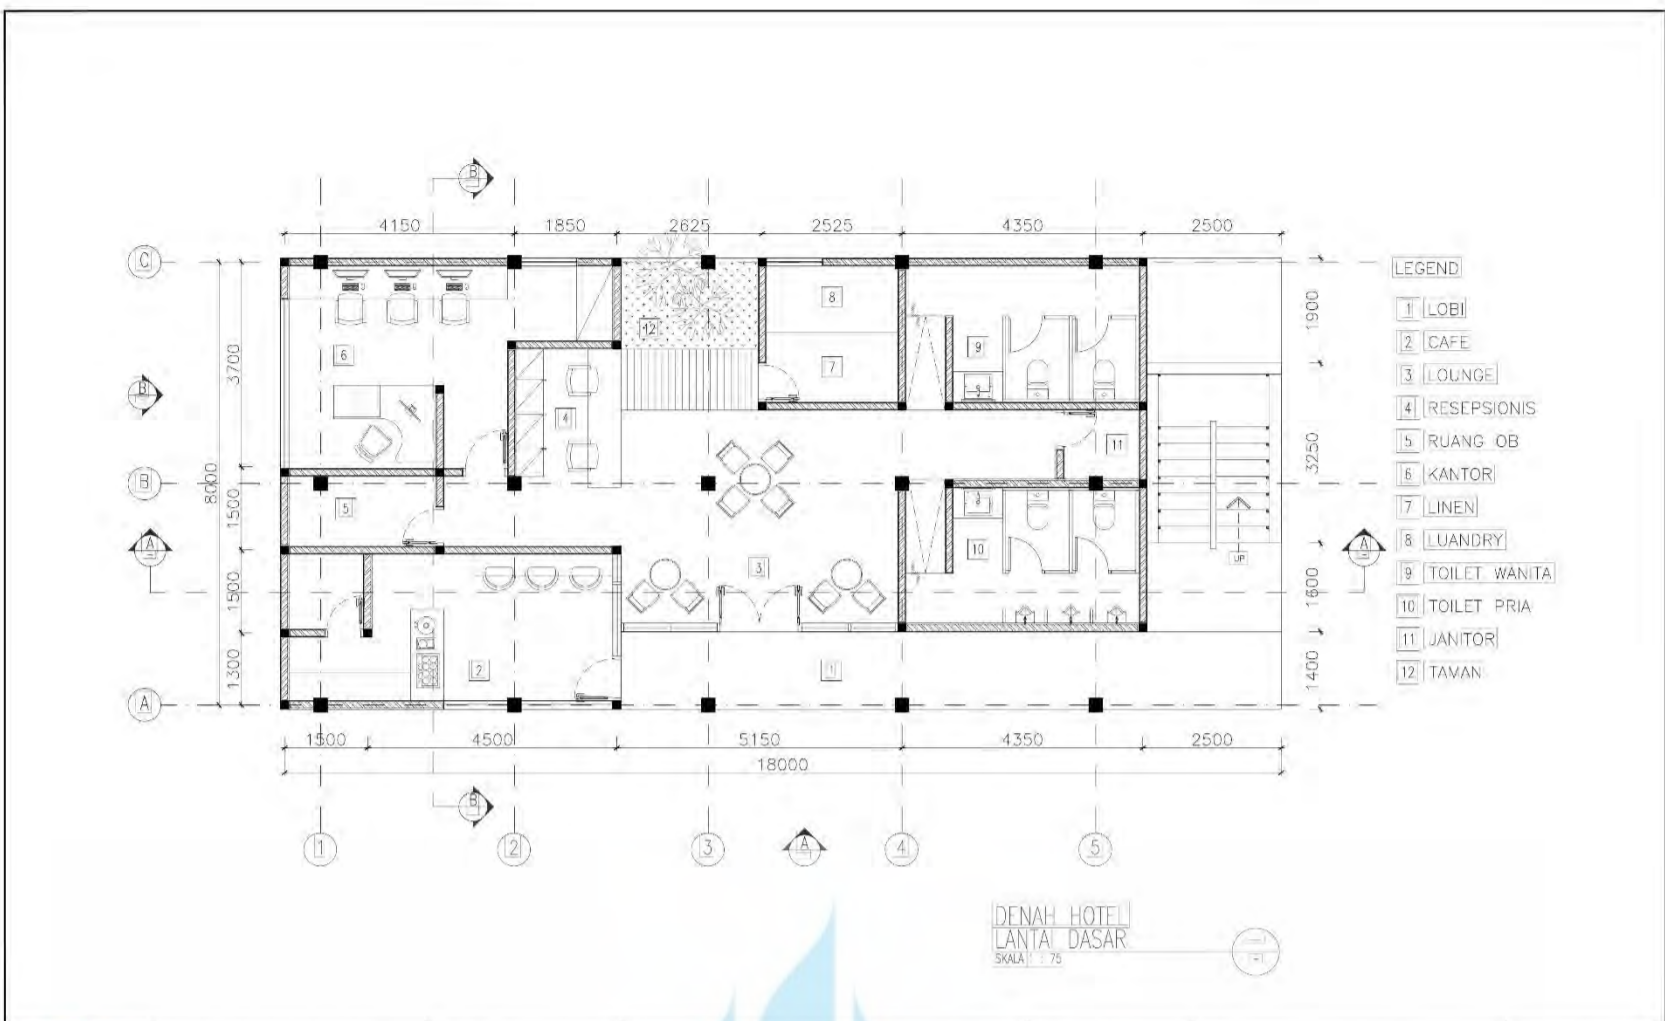 B
4150 1850 2625 2525 4350 2500
C
LEGEND
8
1 LOBI
1900
12
2 CAFE
9
6
3700
7
3 LOUNGE
B
4 4 RESEPSIONIS
11
5 RUANG OB
3250
6 KANTOR
B
8000
5
1500
7 LINEN
A
10
A
8 LUANDRY
UP
3
9 TOILET WANITA
1500
1600
10 TOILET PRIA
11 JANITOR
2
1
1300
1400
12 TAMAN
A
1500 4500 5150 4350 2500
18000
B
1 2 3 A 4 5
DENAH HOTEL
LANTAI DASAR
SKALA 1 : 75